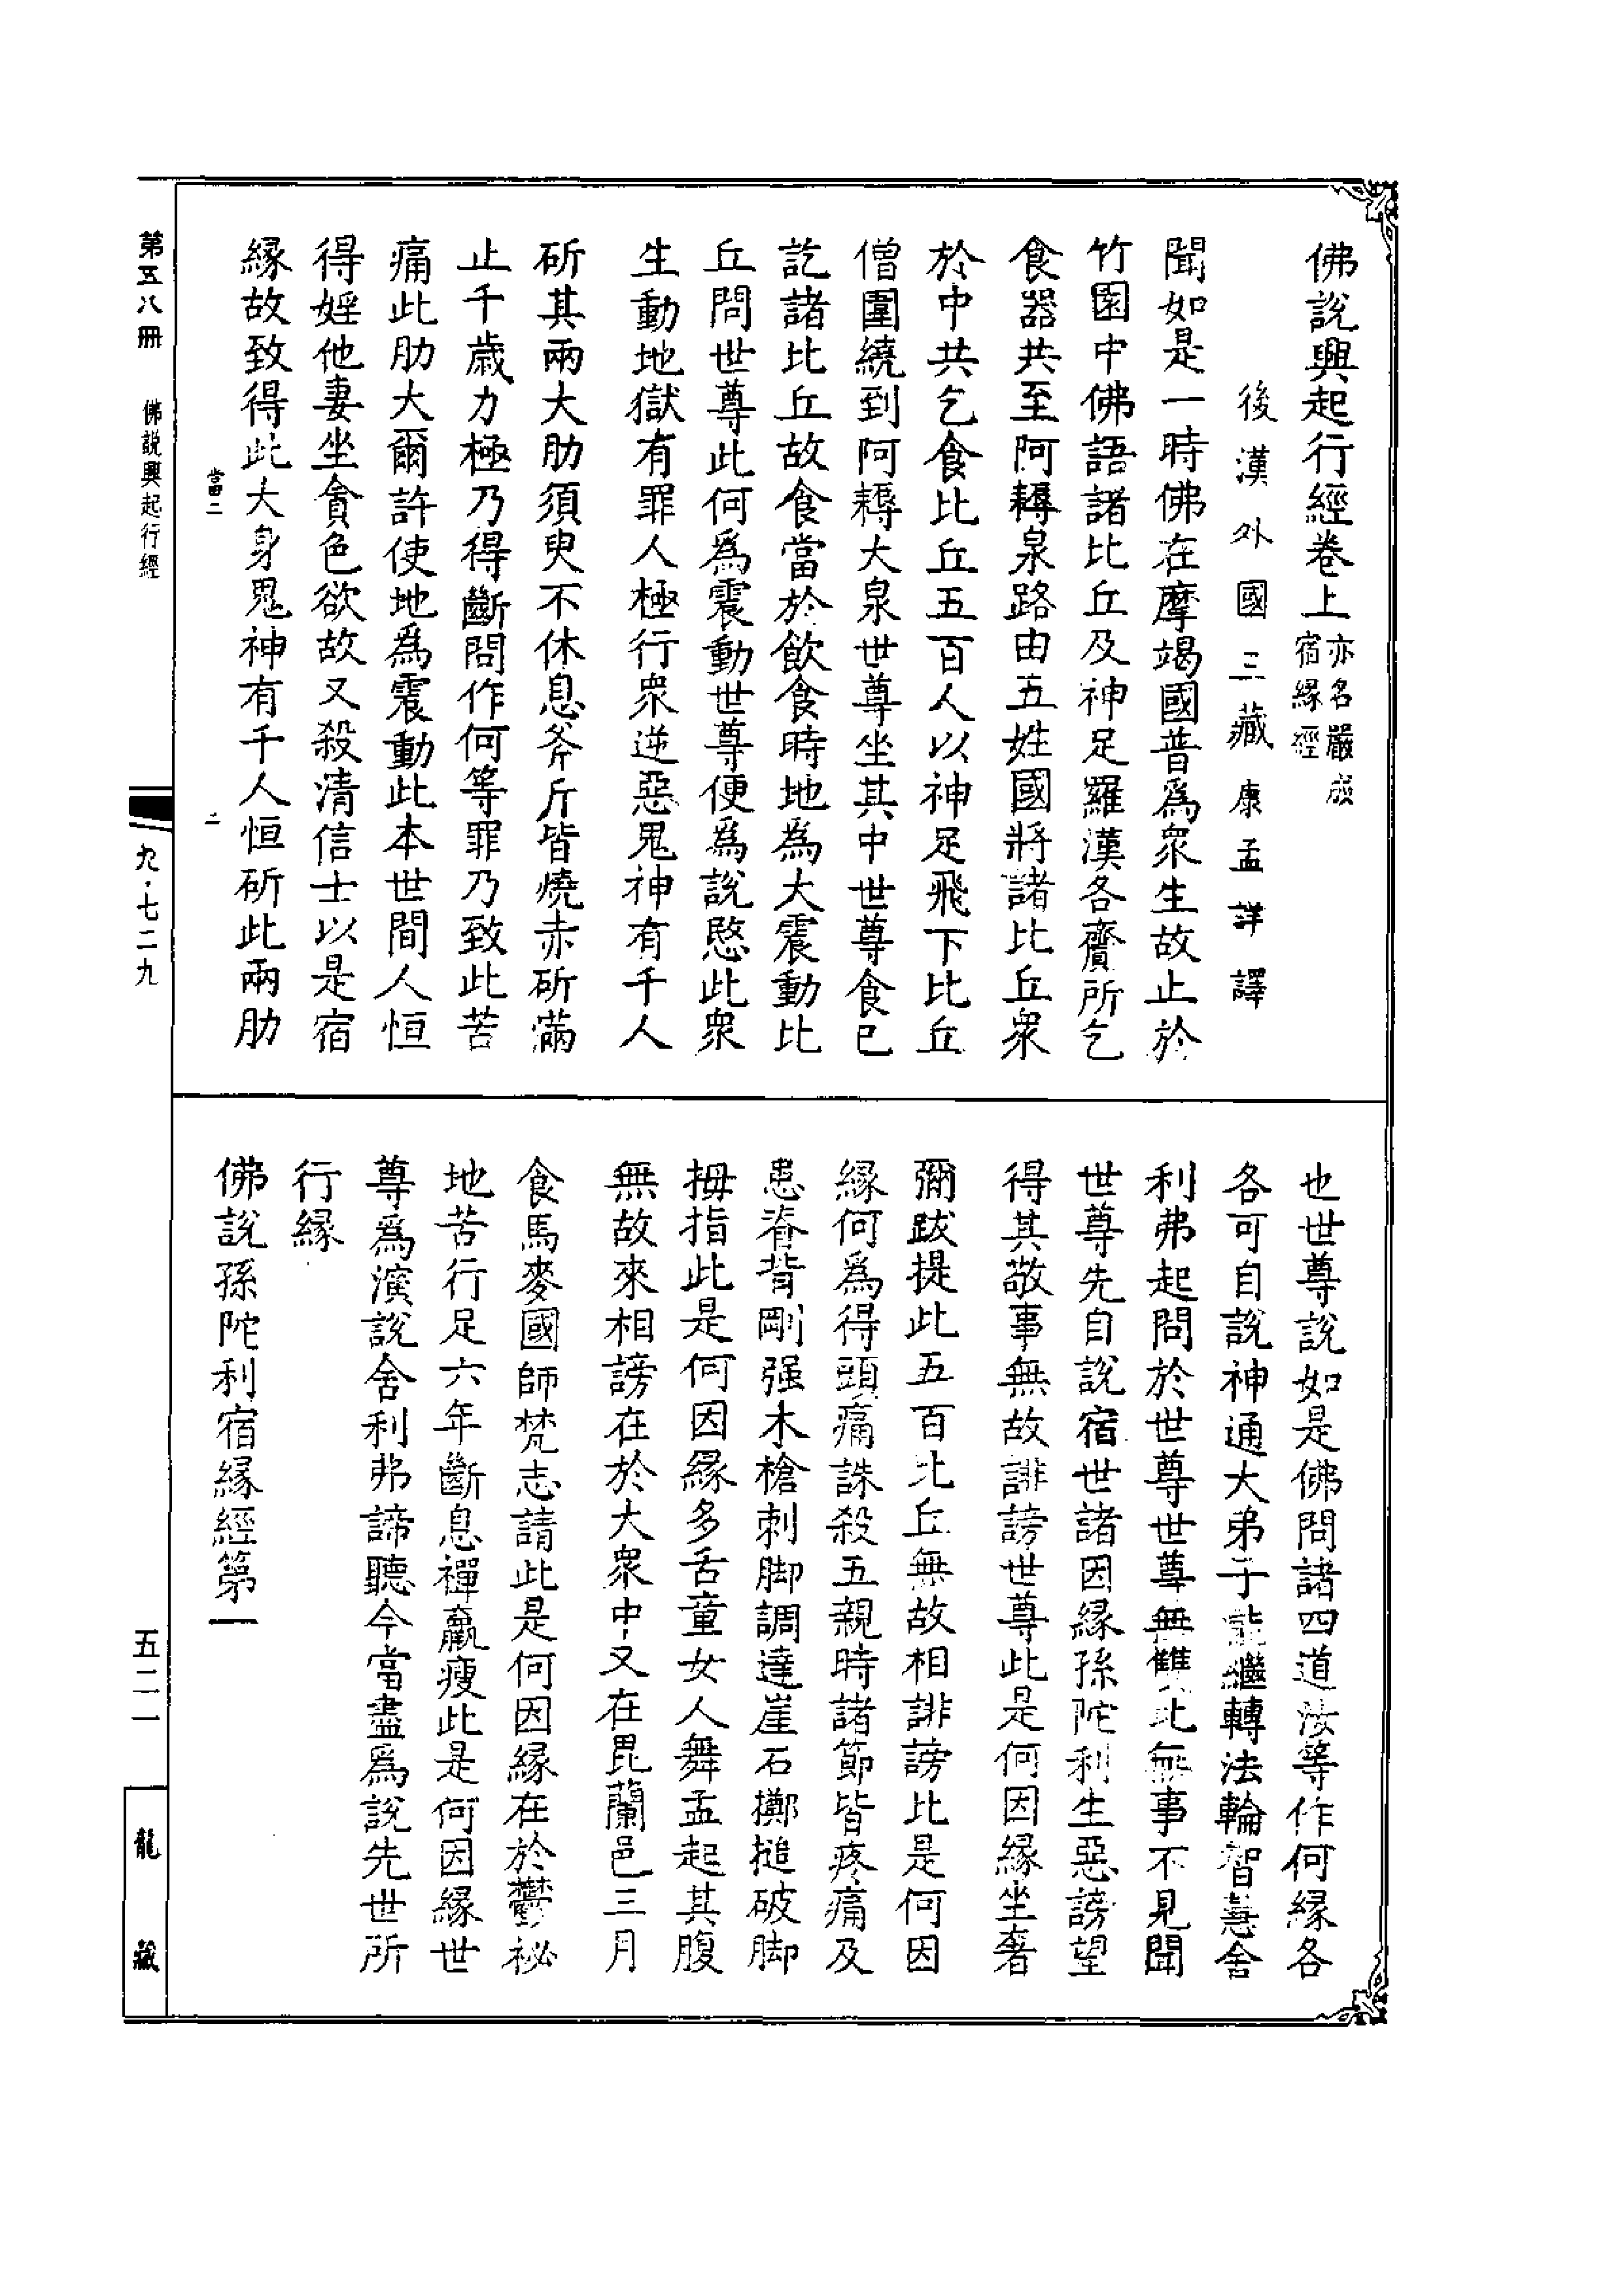 佛說興起行經卷上亦名嚴成
宿緣經
後漢外國三藏康孟詳譯
聞如是一時佛在摩竭國普為衆生故止於
竹園中佛語諸比丘及神足羅漢各齎所乞
食器共至阿耨泉路由五姓國將諸比丘衆
於中共乞食比丘五百人以神足飛下比丘
僧圍繞到阿耨大泉世尊坐其中世尊食已
訖諸比丘故食當於飲食時地為大震動比
丘問世尊此何為震動世尊便為說愍此衆
生動地獄有罪人極行衆逆惡鬼神有千人
斫其兩大肋須臾不休息斧斤皆燒赤斫滿
止千歲力極乃得斷問作何等罪乃致此苦
痛此肋大爾許使地為震動此本世間人恒
得婬他妻坐貪色欲故又殺清信士以是宿
緣故致得此大身鬼神有千人恒斫此兩肋
也世尊說如是佛問諸四道法等作何緣各
各可自說神通大弟子能繼轉法輪智慧舍
利弗起問於世尊世尊無雙比無事不見聞
世尊先自說宿世諸因緣孫陀利生惡謗望
得其敬事無故誹謗世尊此是何因緣坐奢
彌跋提此五百比丘無故相誹謗比是何因
緣何為得頭痛誅殺五親時諸節皆疼痛及
患脊背剛强木槍刺脚調達崖石擲搥破脚
拇指此是何因緣多舌童女人舞盂起其腹
無故來相謗在於大衆中又在毘蘭邑三月
食馬麥國師梵志請此是何因緣在於鬱祕
地苦行足六年斷息禪羸瘦此是何因緣世
尊為演說舍利弗諦聽今當盡為說先世所
行緣
佛說孫陀利宿緣經第一
當二
二
第五八冊
佛說興起行經
九·七二九
五二一
龍藏